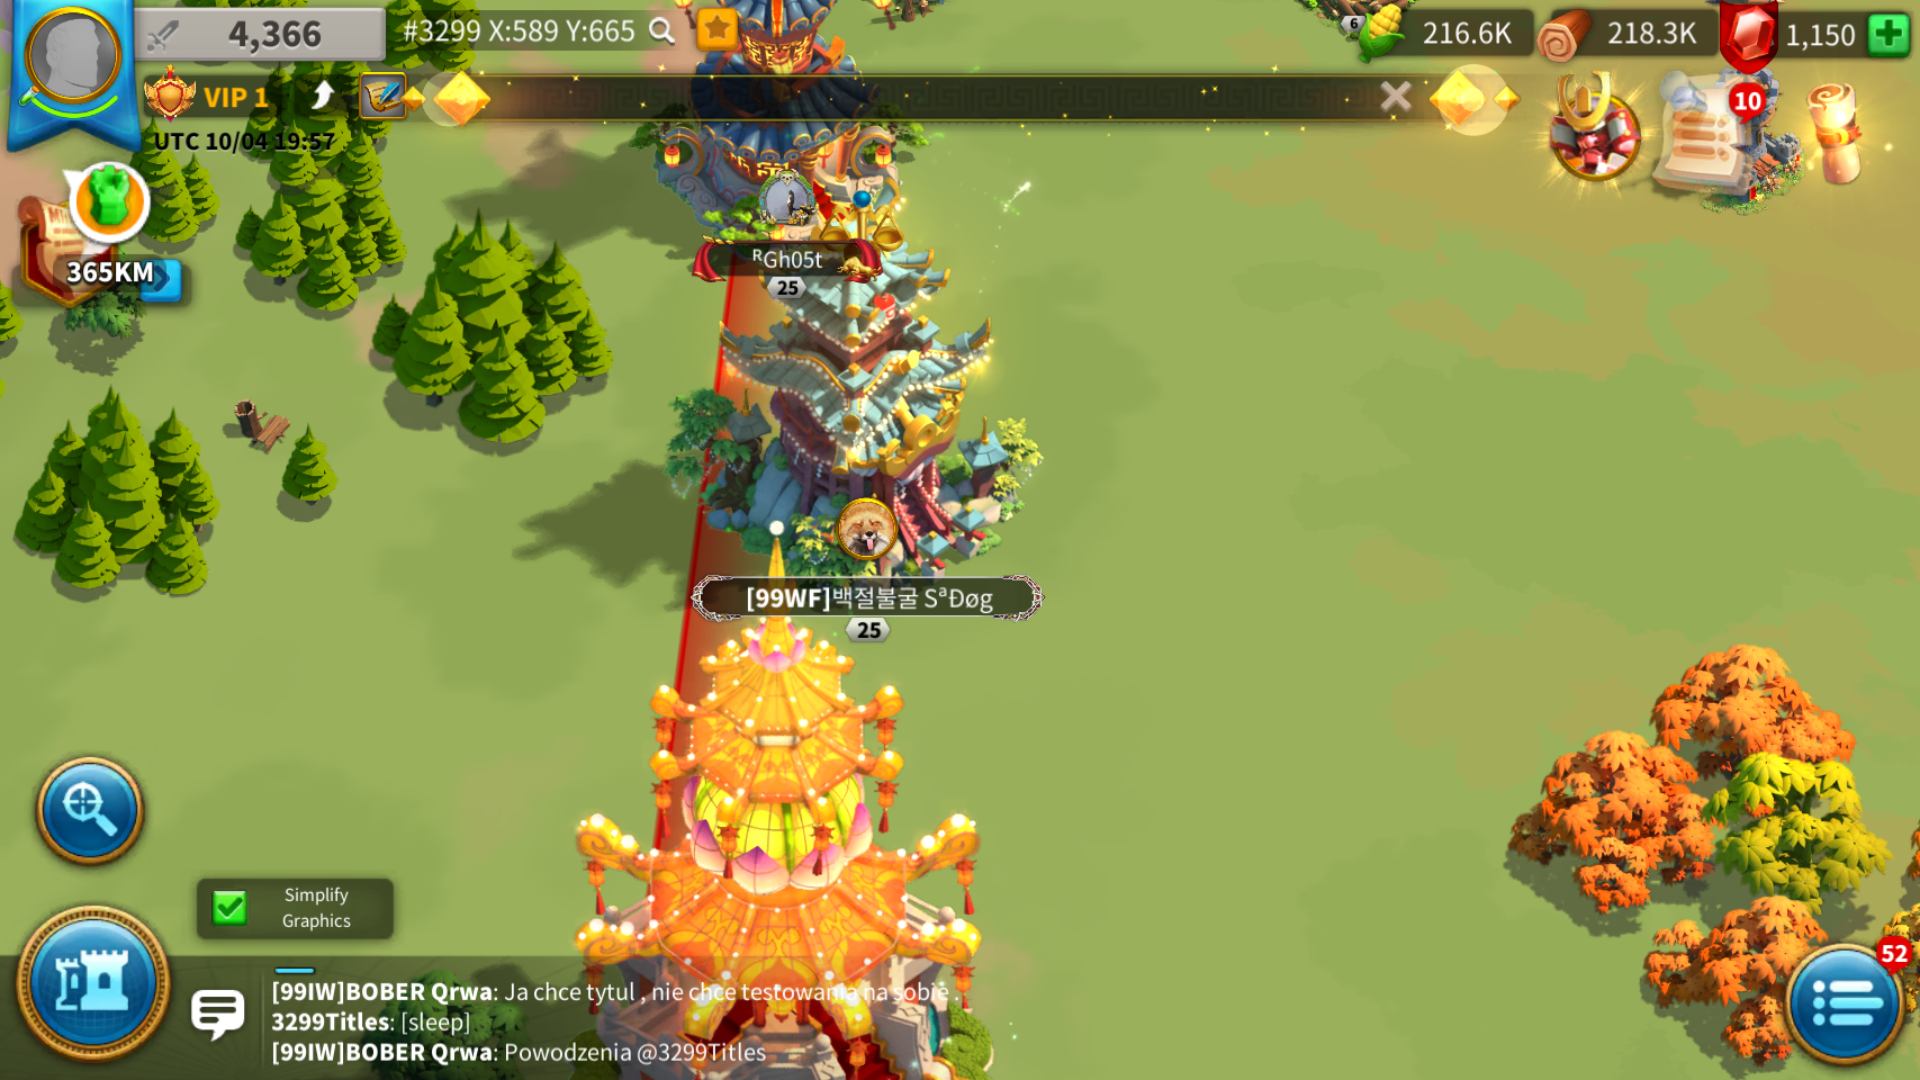 4,366
#3299 X:589 Y:665
6
216.6K
218.3K
1,150
VIP 1
10
UTC 10/04 19:57
365KM
ᴿGh05t
25
[99WF]백절불굴 SªÐøg
25
Simplify
Graphics
52
[99IW]BOBER Qrwa: Ja chce tytul , nie chce testowania na sobie .
3299Titles: [sleep]
[99IW]BOBER Qrwa: Powodzenia @3299Titles